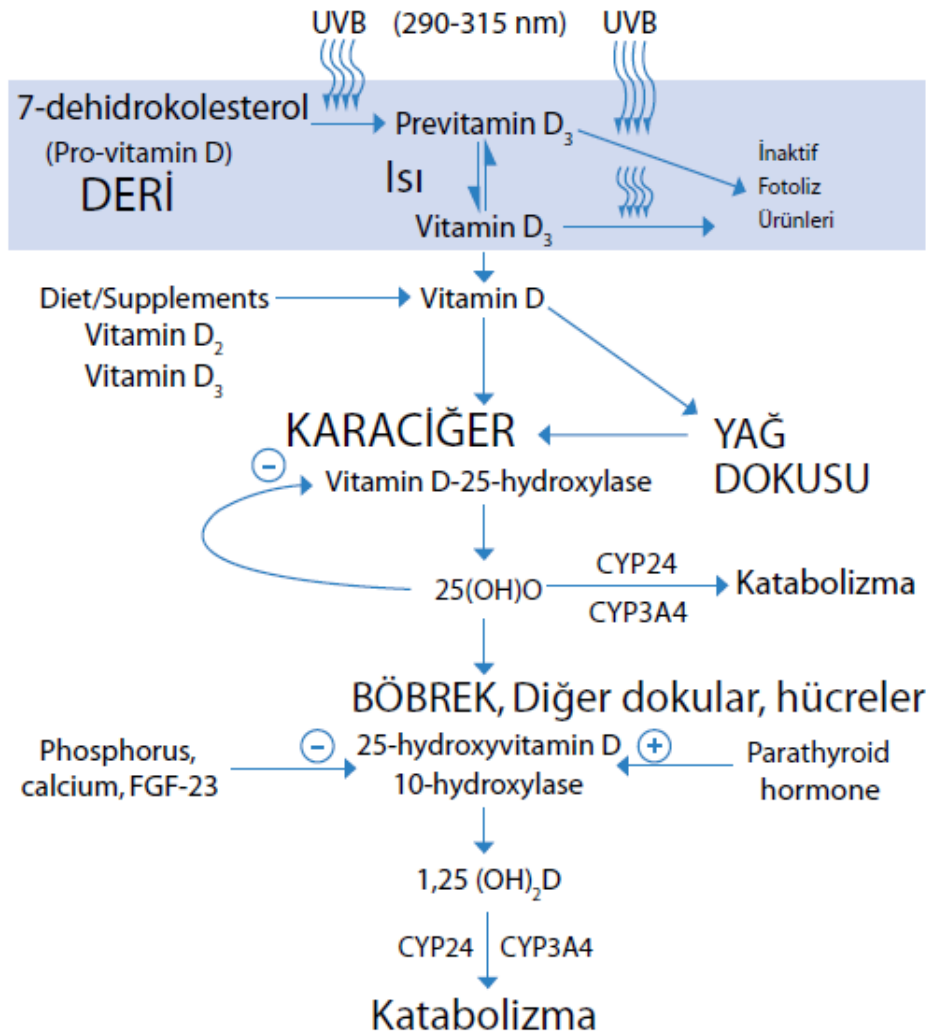 UVB (290-315 nm) UVB
7-dehidrokolesterol
(Pro-vitamin D)
DERİ
Previtamin D₃
Isı
Vitamin D₃
İnaktif
Fotoliz
Ürünleri
Diet/Supplements
Vitamin D₂
Vitamin D₃
Vitamin D
KARACİĞER
Vitamin D-25-hydroxylase
YAĞ
DOKUSU
-
25(OH)O
CYP24
CYP3A4
Katabolizma
BÖBREK, Diğer dokular, hücreler
Phosphorus,
calcium, FGF-23
-
25-hydroxyvitamin D
10-hydroxylase
+
Parathyroid
hormone
1,25 (OH)₂D
CYP24 CYP3A4
Katabolizma